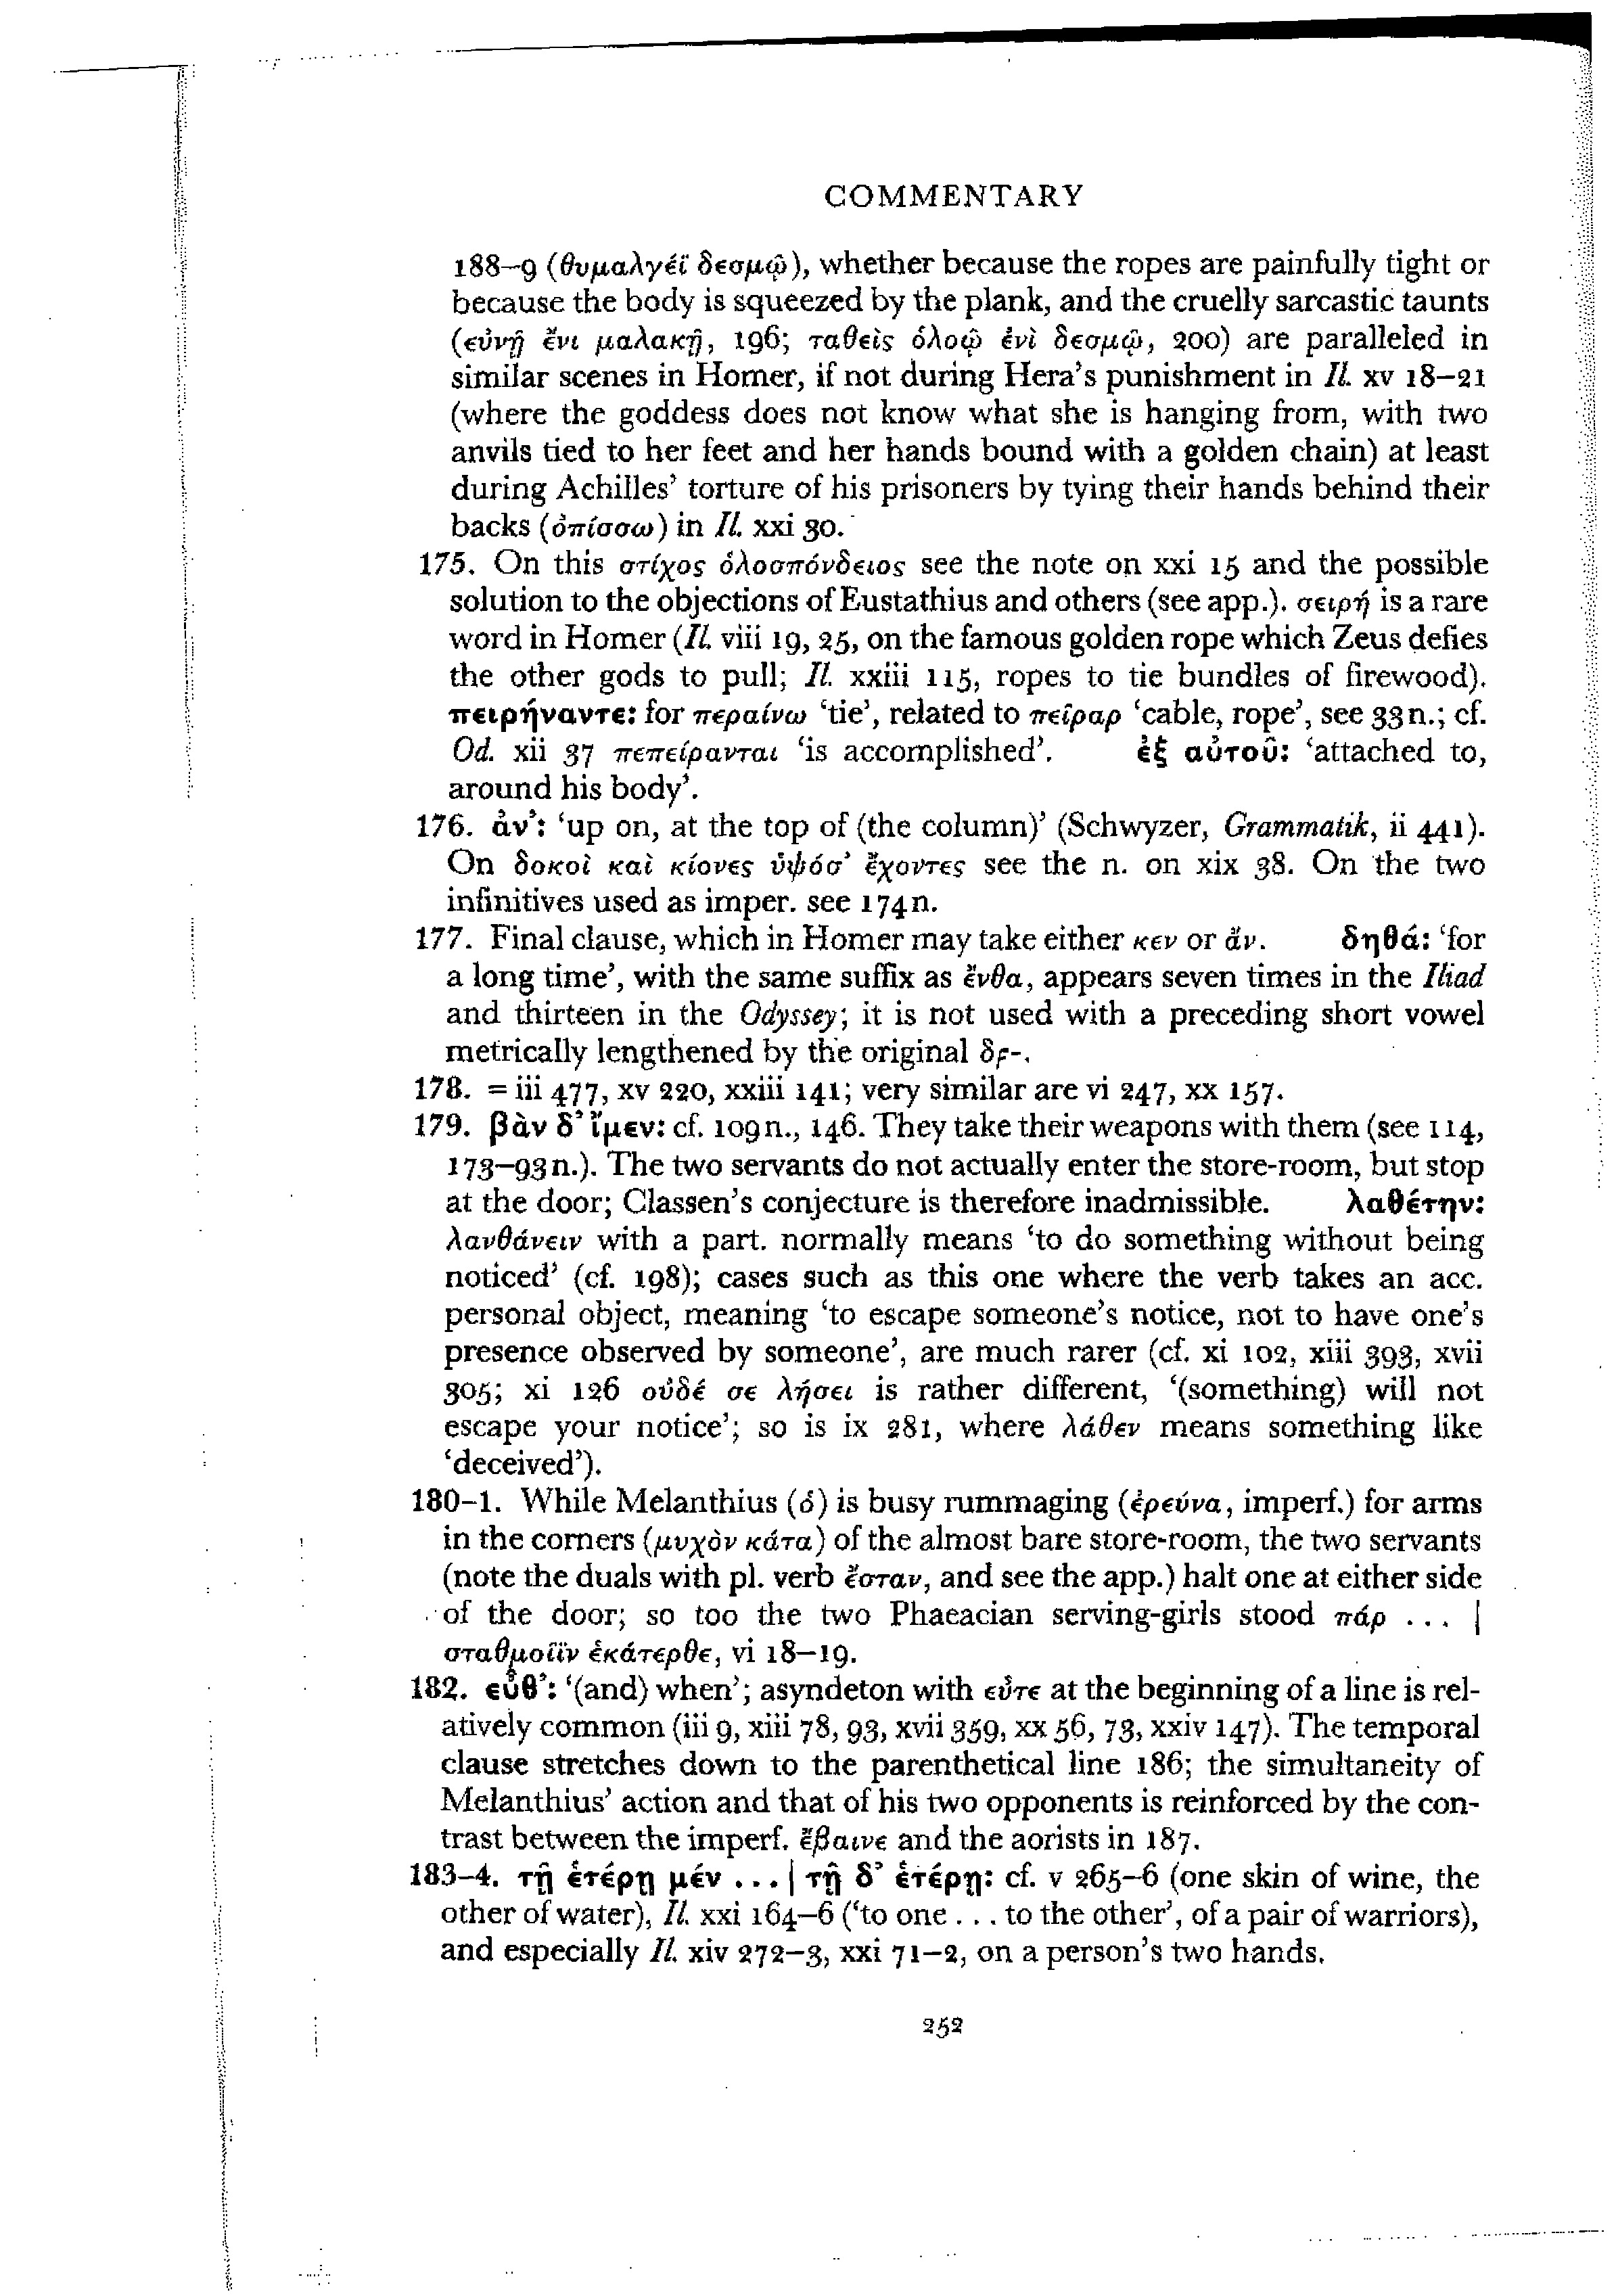 COMMENTARY
188–9 (θυμαλγέϊ δεσμῷ), whether because the ropes are painfully tight or
because the body is squeezed by the plank, and the cruelly sarcastic taunts
(εὐνῇ ἔνι μαλακῇ, 196; ταθεὶς ὀλοῷ ἐνὶ δεσμῷ, 200) are paralleled in
similar scenes in Homer, if not during Hera's punishment in Il. xv 18–21
(where the goddess does not know what she is hanging from, with two
anvils tied to her feet and her hands bound with a golden chain) at least
during Achilles' torture of his prisoners by tying their hands behind their
backs (ὀπίσσω) in Il. xxi 30.
175. On this στίχος ὁλοσπόνδειος see the note on xxi 15 and the possible
solution to the objections of Eustathius and others (see app.). σειρή is a rare
word in Homer (Il. viii 19, 25, on the famous golden rope which Zeus defies
the other gods to pull; Il. xxiii 115, ropes to tie bundles of firewood).
πειρήναντε: for περαίνω 'tie', related to πεῖραρ 'cable, rope', see 33n.; cf.
Od. xii 37 πεπείρανται 'is accomplished'. ἐξ αὐτοῦ: 'attached to,
around his body'.
176. ἀν': 'up on, at the top of (the column)' (Schwyzer, Grammatik, ii 441).
On δοκοὶ καὶ κίονες ὑψόσ' ἔχοντες see the n. on xix 38. On the two
infinitives used as imper. see 174n.
177. Final clause, which in Homer may take either κεν or ἄν. δηθά: 'for
a long time', with the same suffix as ἔνθα, appears seven times in the Iliad
and thirteen in the Odyssey; it is not used with a preceding short vowel
metrically lengthened by the original δϝ-.
178. = iii 477, xv 220, xxiii 141; very similar are vi 247, xx 157.
179. βὰν δ' ἴμεν: cf. 109n., 146. They take their weapons with them (see 114,
173–93n.). The two servants do not actually enter the store-room, but stop
at the door; Classen's conjecture is therefore inadmissible. λαθέτην:
λανθάνειν with a part. normally means 'to do something without being
noticed' (cf. 198); cases such as this one where the verb takes an acc.
personal object, meaning 'to escape someone's notice, not to have one's
presence observed by someone', are much rarer (cf. xi 102, xiii 393, xvii
305; xi 126 οὐδέ σε λήσει is rather different, '(something) will not
escape your notice'; so is ix 281, where λάθεν means something like
'deceived').
180–1. While Melanthius (ὁ) is busy rummaging (ἐρεύνα, imperf.) for arms
in the corners (μυχὸν κάτα) of the almost bare store-room, the two servants
(note the duals with pl. verb ἔσταν, and see the app.) halt one at either side
of the door; so too the two Phaeacian serving-girls stood πάρ ... |
σταθμοῖϊν ἑκάτερθε, vi 18–19.
182. εὖθ': '(and) when'; asyndeton with εὖτε at the beginning of a line is rel-
atively common (iii 9, xiii 78, 93, xvii 359, xx 56, 73, xxiv 147). The temporal
clause stretches down to the parenthetical line 186; the simultaneity of
Melanthius' action and that of his two opponents is reinforced by the con-
trast between the imperf. ἔβαινε and the aorists in 187.
183–4. τῇ ἑτέρῃ μέν ... | τῇ δ' ἑτέρῃ: cf. v 265–6 (one skin of wine, the
other of water), Il. xxi 164–6 ('to one ... to the other', of a pair of warriors),
and especially Il. xiv 272–3, xxi 71–2, on a person's two hands.
252